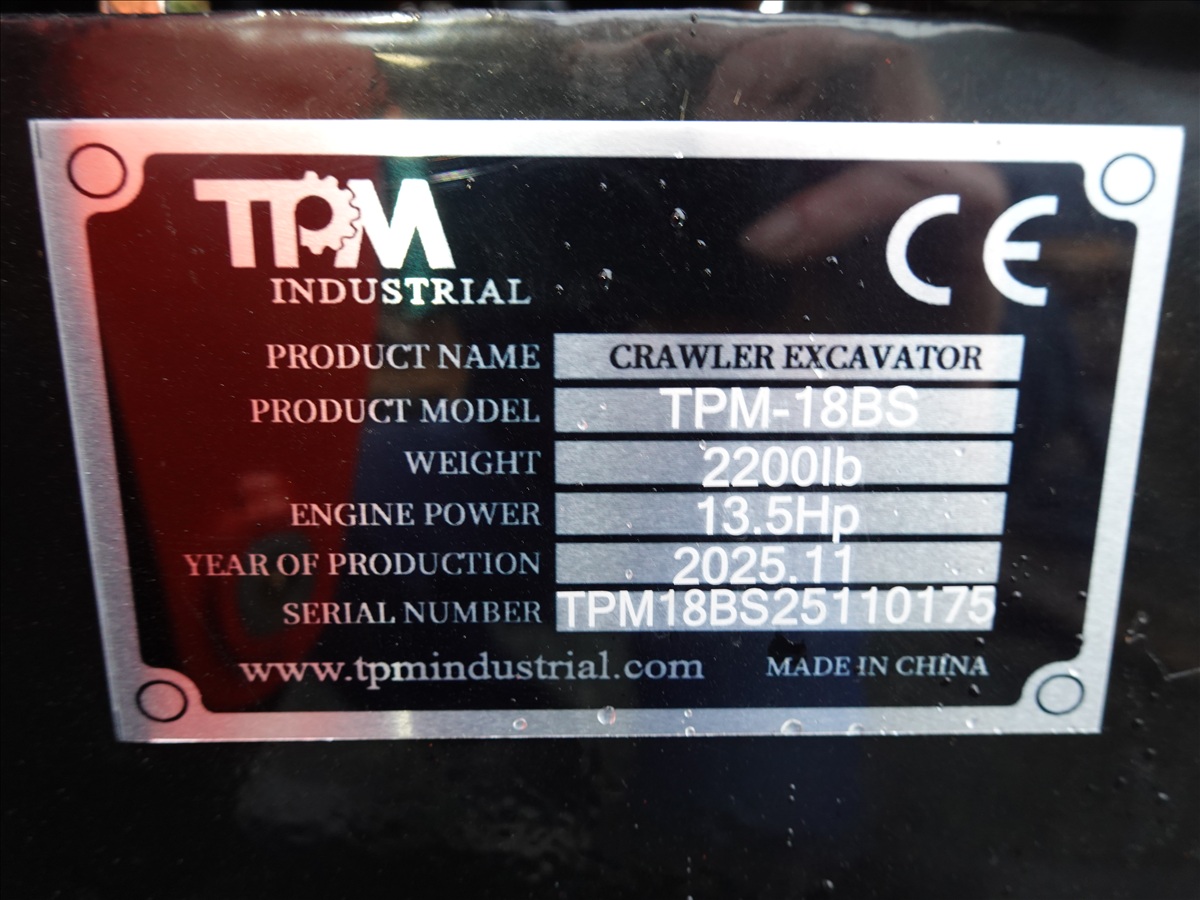 TPM
INDUSTRIAL
CE
PRODUCT NAME CRAWLER EXCAVATOR
PRODUCT MODEL TPM-18BS
WEIGHT 2200lb
ENGINE POWER 13.5Hp
YEAR OF PRODUCTION 2025.11
SERIAL NUMBER TPM18BS25110175
www.tpmindustrial.com MADE IN CHINA